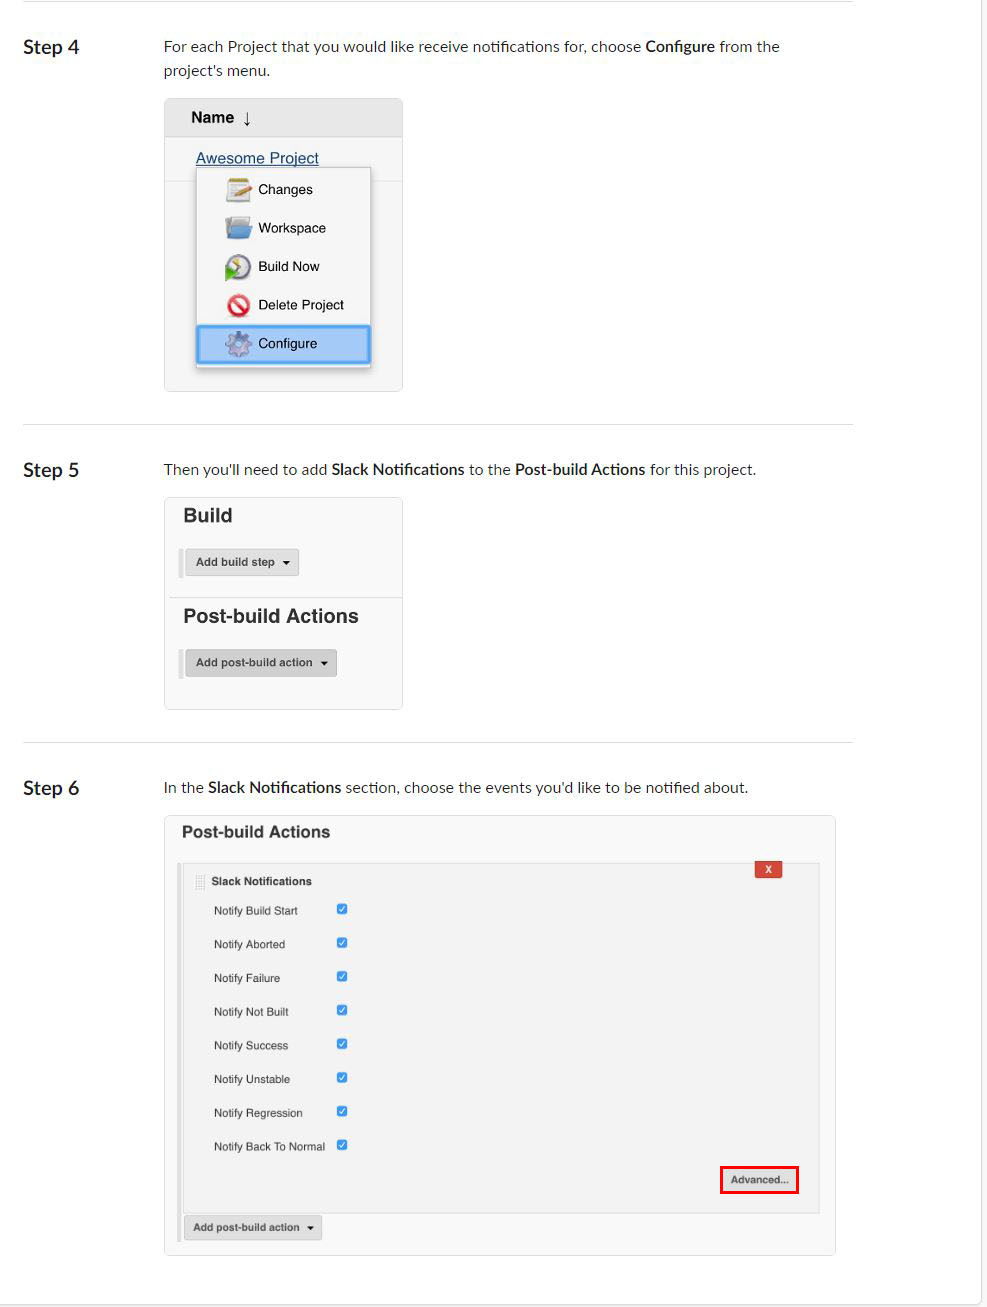 Step 4
For each Project that you would like receive notifications for, choose Configure from the
project's menu.
Name ↓
Awesome Project
Changes
Workspace
Build Now
Delete Project
Configure
Step 5
Then you'll need to add Slack Notifications to the Post-build Actions for this project.
Build
Add build step
Post-build Actions
Add post-build action
Step 6
In the Slack Notifications section, choose the events you'd like to be notified about.
Post-build Actions
X
Slack Notifications
Notify Build Start
Notify Aborted
Notify Failure
Notify Not Built
Notify Success
Notify Unstable
Notify Regression
Notify Back To Normal
Advanced...
Add post-build action